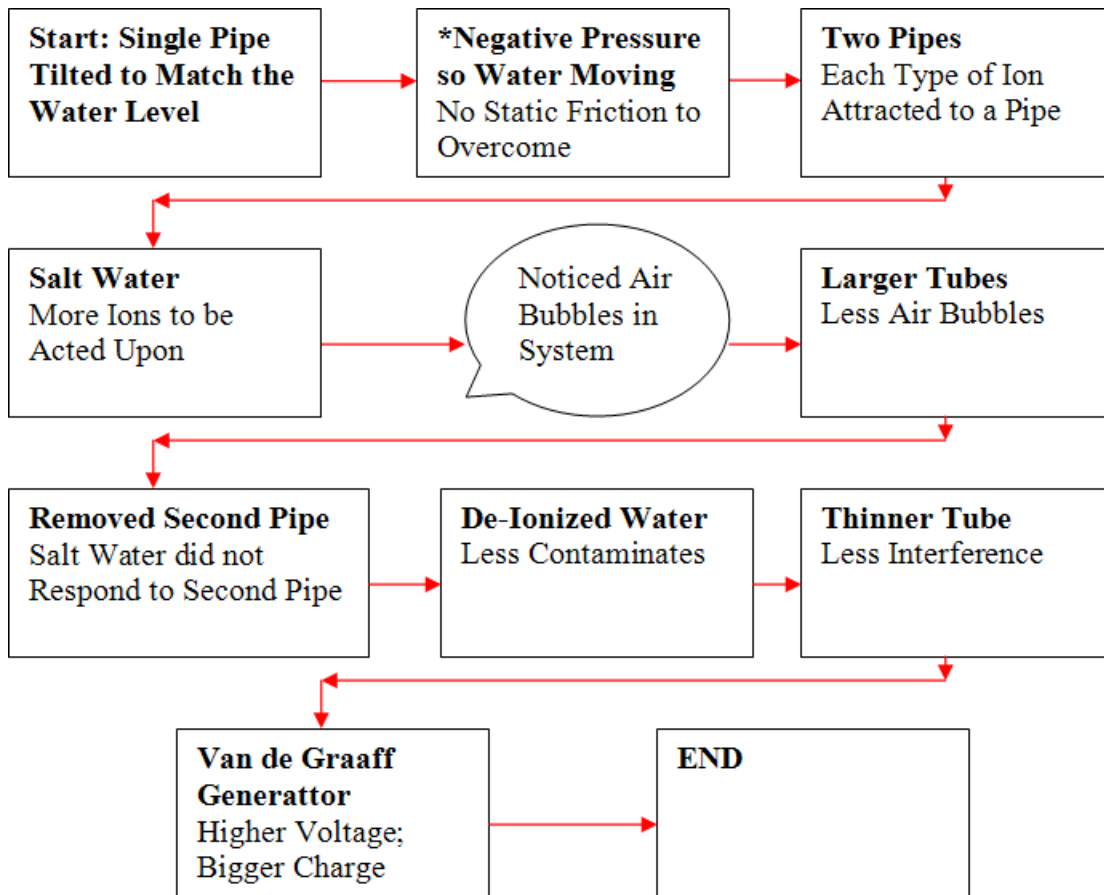 Start: Single Pipe
Tilted to Match the
Water Level
*Negative Pressure
so Water Moving
No Static Friction to
Overcome
Two Pipes
Each Type of Ion
Attracted to a Pipe
Salt Water
More Ions to be
Acted Upon
Noticed Air
Bubbles in
System
Larger Tubes
Less Air Bubbles
Removed Second Pipe
Salt Water did not
Respond to Second Pipe
De-Ionized Water
Less Contaminates
Thinner Tube
Less Interference
Van de Graaff
Generattor
Higher Voltage;
Bigger Charge
END